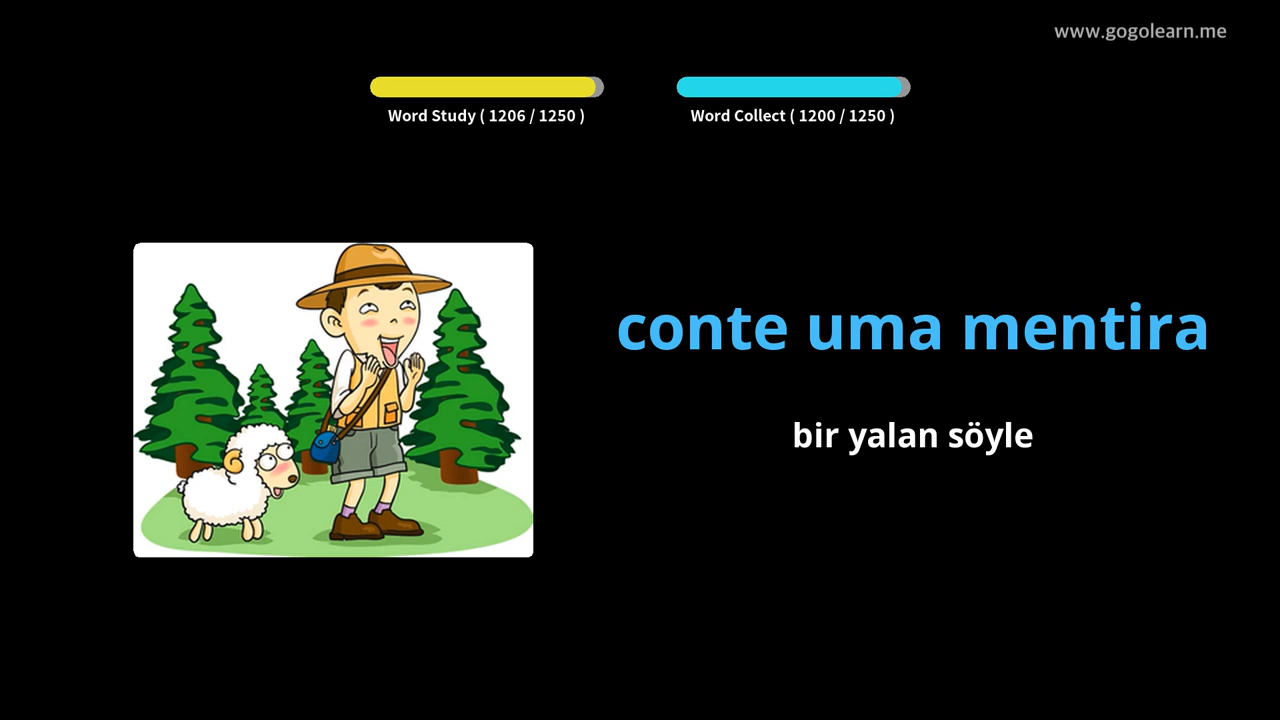 www.gogolearn.me
Word Study ( 1206 / 1250 )
Word Collect ( 1200 / 1250 )
conte uma mentira
bir yalan söyle